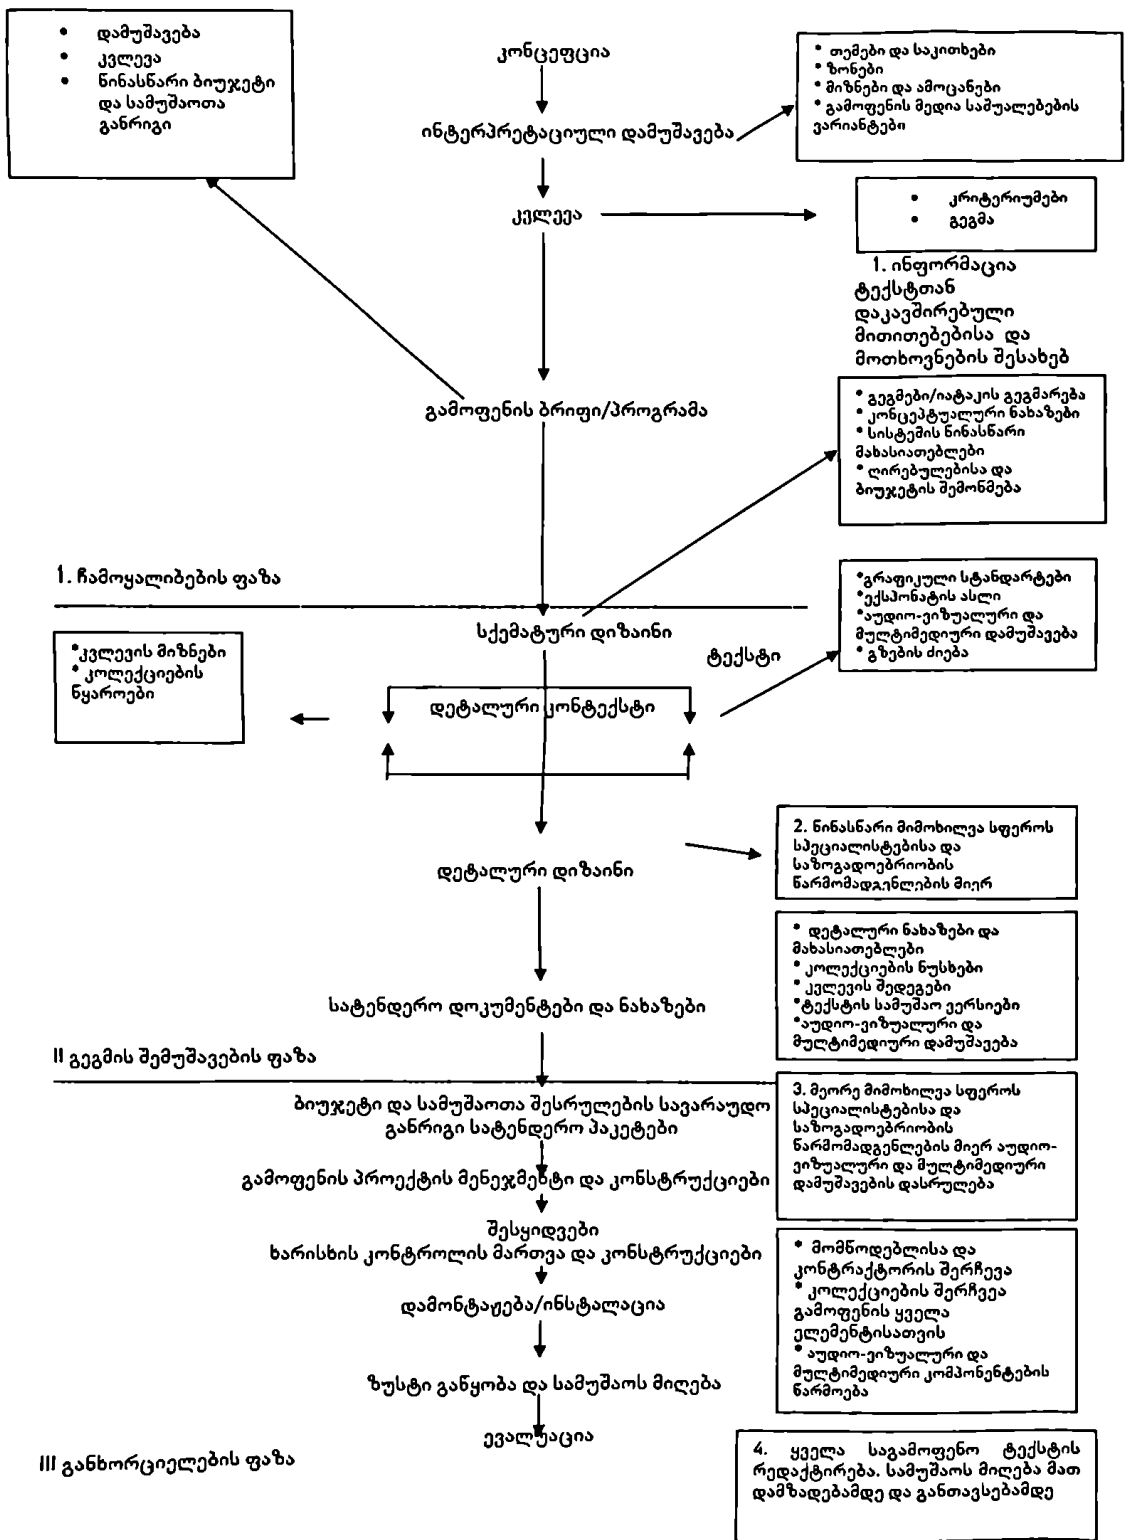 • დამუშავება
• კვლევა
• წინასწარი ბიუჯეტი
და სამუშაოთა
განრიგი
კონცეფცია
* თემები და საკითხები
* ზონები
* მიზნები და ამოცანები
* გამოფენის მედია საშუალებების
ვარიანტები
ინტერპრეტაციული დამუშავება
კვლევა
• კრიტერიუმები
• გეგმა
1. ინფორმაცია
ტექსტთან
დაკავშირებული
მითითებებისა და
მოთხოვნების შესახებ
გამოფენის ბრიფი/პროგრამა
* გეგმები/იატაკის გეგმარება
* კონცეპტუალური ნახაზები
* სისტემის წინასწარი
მახასიათებლები
* ღირებულებისა და
ბიუჯეტის შემოწმება
1. ჩამოყალიბების ფაზა
*გრაფიკული სტანდარტები
*ექსპონატის ასლი
*აუდიო-ვიზუალური და
მულტიმედიური დამუშავება
* გზების ძიება
სქემატური დიზაინი
ტექსტი
*კვლევის მიზნები
* კოლექციების
წყაროები
დეტალური კონტექსტი
2. წინასწარი მიმოხილვა სფეროს
სპეციალისტებისა და
საზოგადოებრიობის
წარმომადგენლების მიერ
დეტალური დიზაინი
* დეტალური ნახაზები და
მახასიათებლები
* კოლექციების ნუსხები
* კვლევის შედეგები
*ტექსტის სამუშაო ვერსიები
*აუდიო-ვიზუალური და
მულტიმედიური დამუშავება
სატენდერო დოკუმენტები და ნახაზები
II გეგმის შემუშავების ფაზა
3. მეორე მიმოხილვა სფეროს
სპეციალისტებისა და
საზოგადოებრიობის
წარმომადგენლების მიერ აუდიო-
ვიზუალური და მულტიმედიური
დამუშავების დასრულება
ბიუჯეტი და სამუშაოთა შესრულების სავარაუდო
განრიგი სატენდერო პაკეტები
გამოფენის პროექტის მენეჯმენტი და კონსტრუქციები
შესყიდვები
ხარისხის კონტროლის მართვა და კონსტრუქციები
* მომწოდებლისა და
კონტრაქტორის შერჩევა
* კოლექციების შერჩვეა
გამოფენის ყველა
ელემენტისათვის
* აუდიო-ვიზუალური და
მულტიმედიური კომპონენტების
წარმოება
დამონტაჟება/ინსტალაცია
ზუსტი გაწყობა და სამუშაოს მიღება
ევალუაცია
III განხორციელების ფაზა
4. ყველა საგამოფენო ტექსტის
რედაქტირება. სამუშაოს მიღება მათ
დამზადებამდე და განთავსებამდე